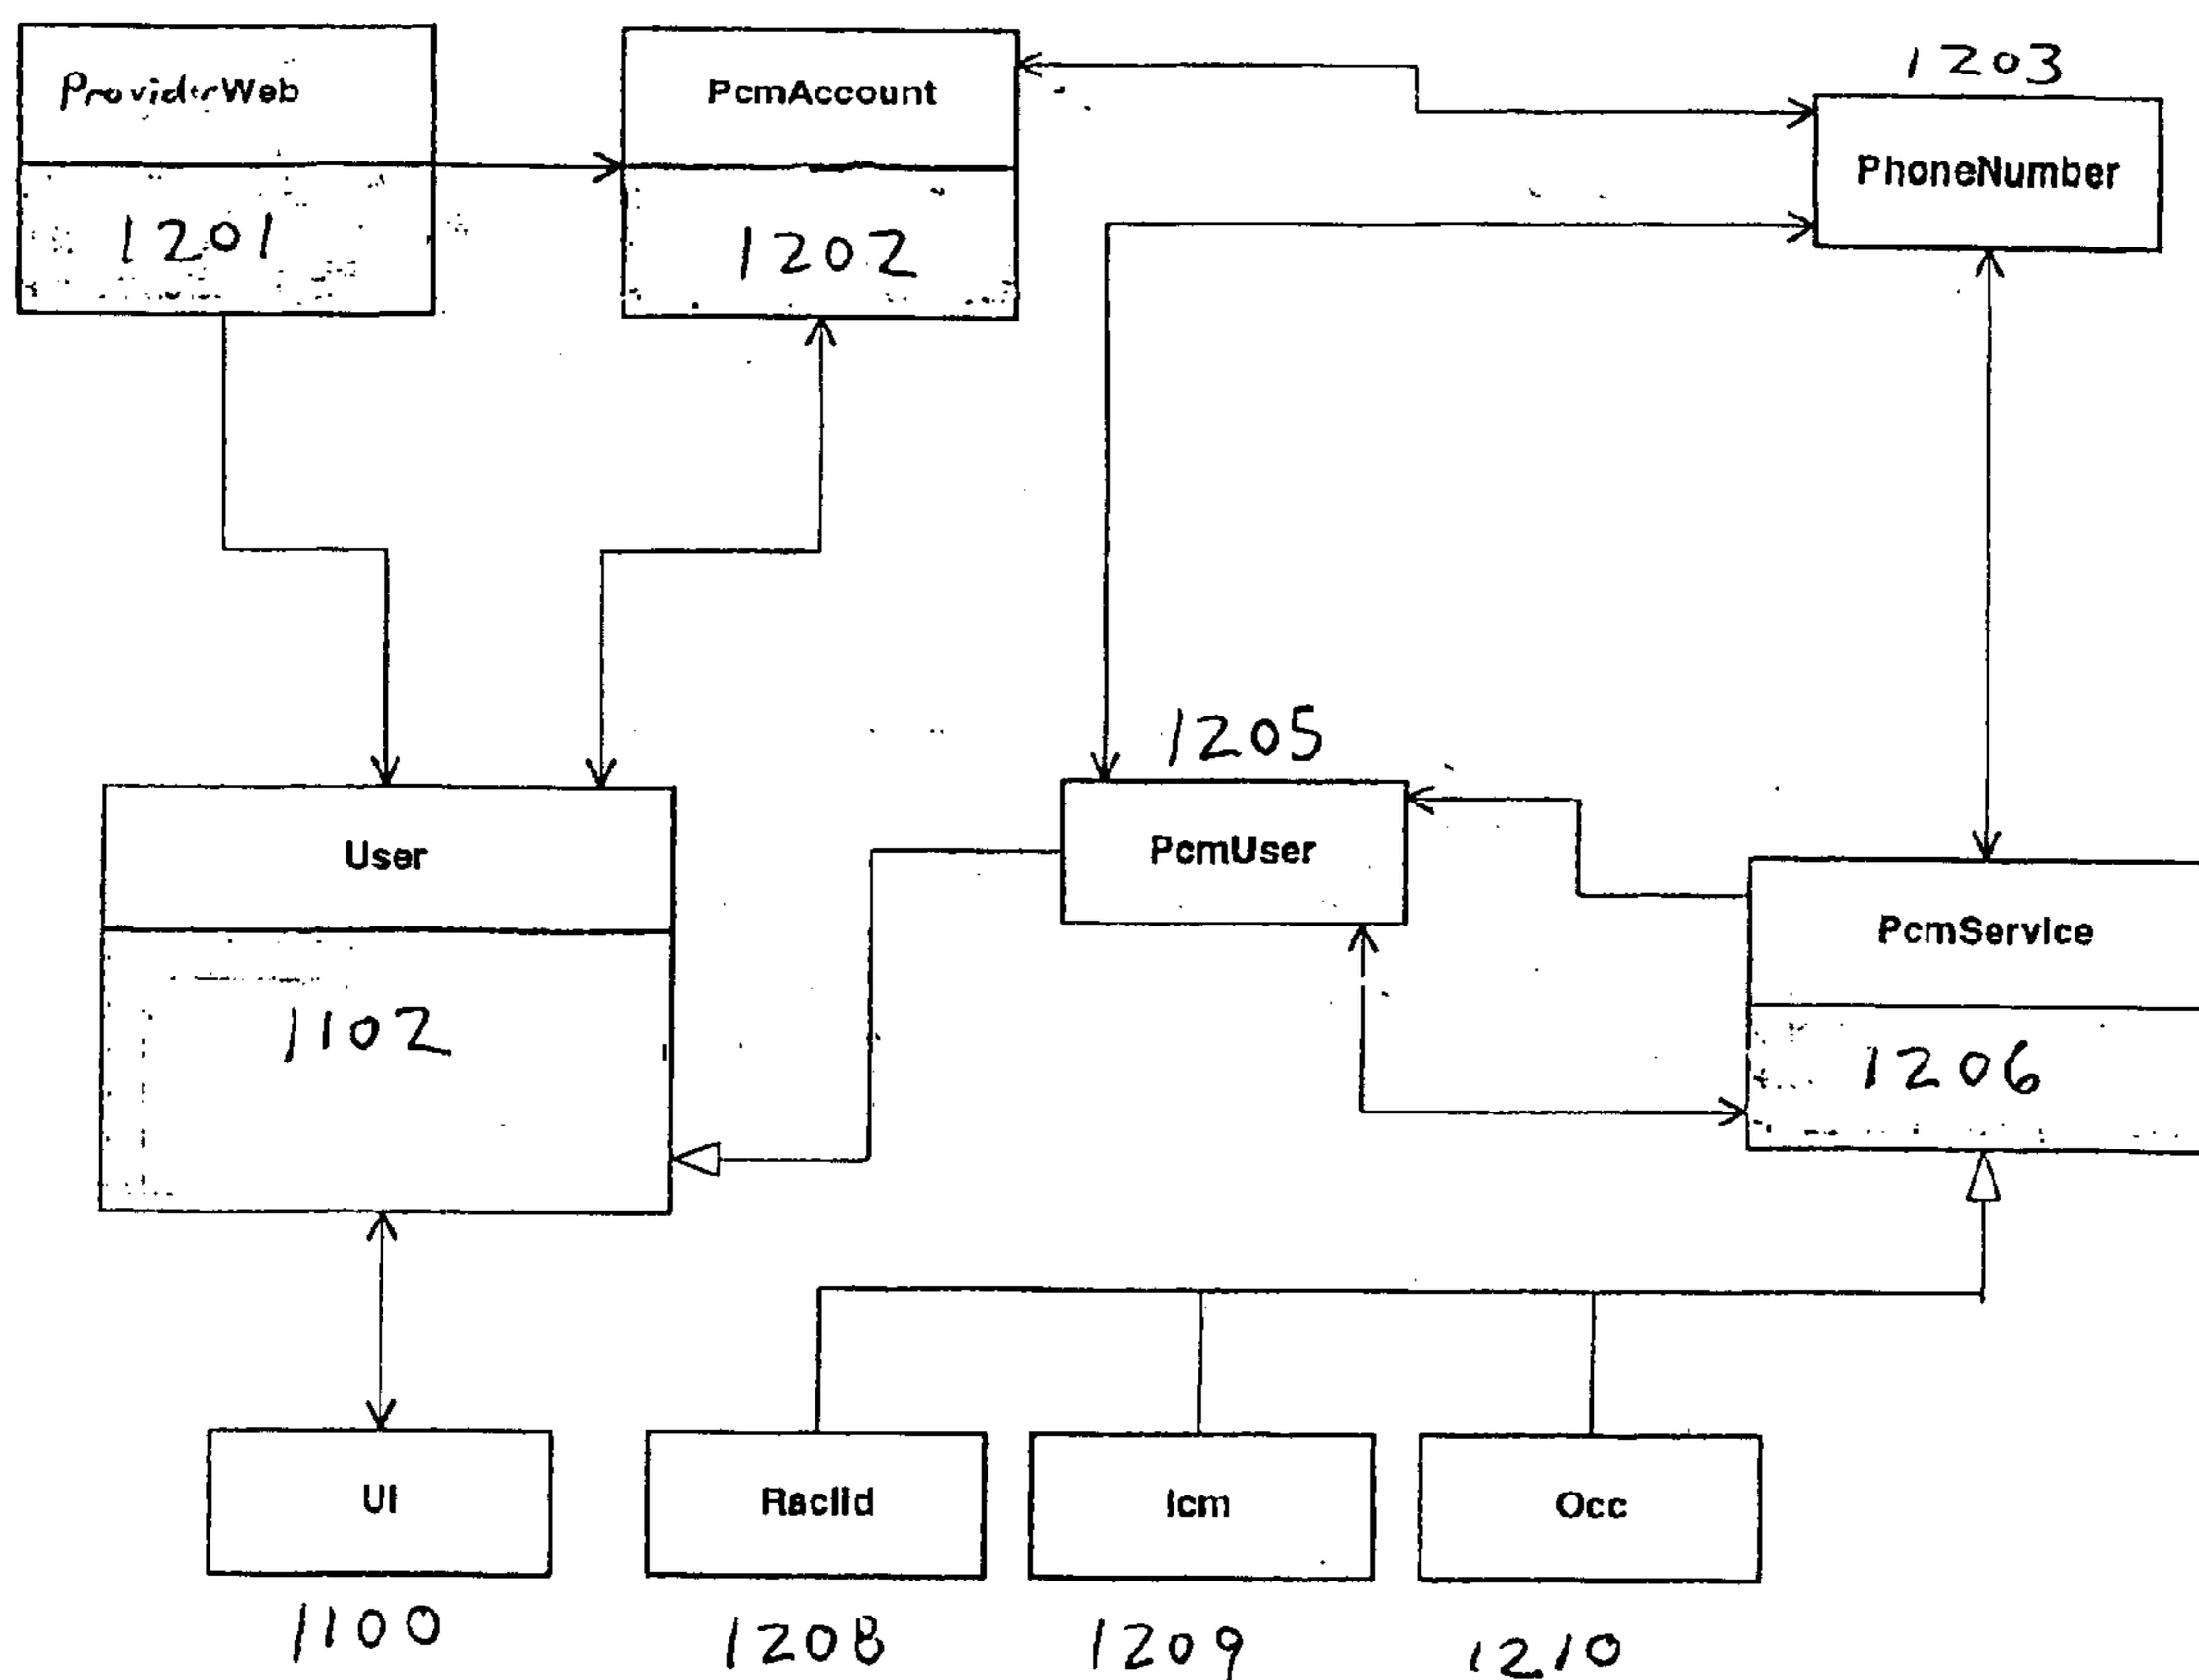 ProviderWeb
1201
PcmAccount
1202
1203
PhoneNumber
User
1102
1205
PcmUser
PcmService
1206
UI
1100
Raclid
1208
Icm
1209
Occ
1210